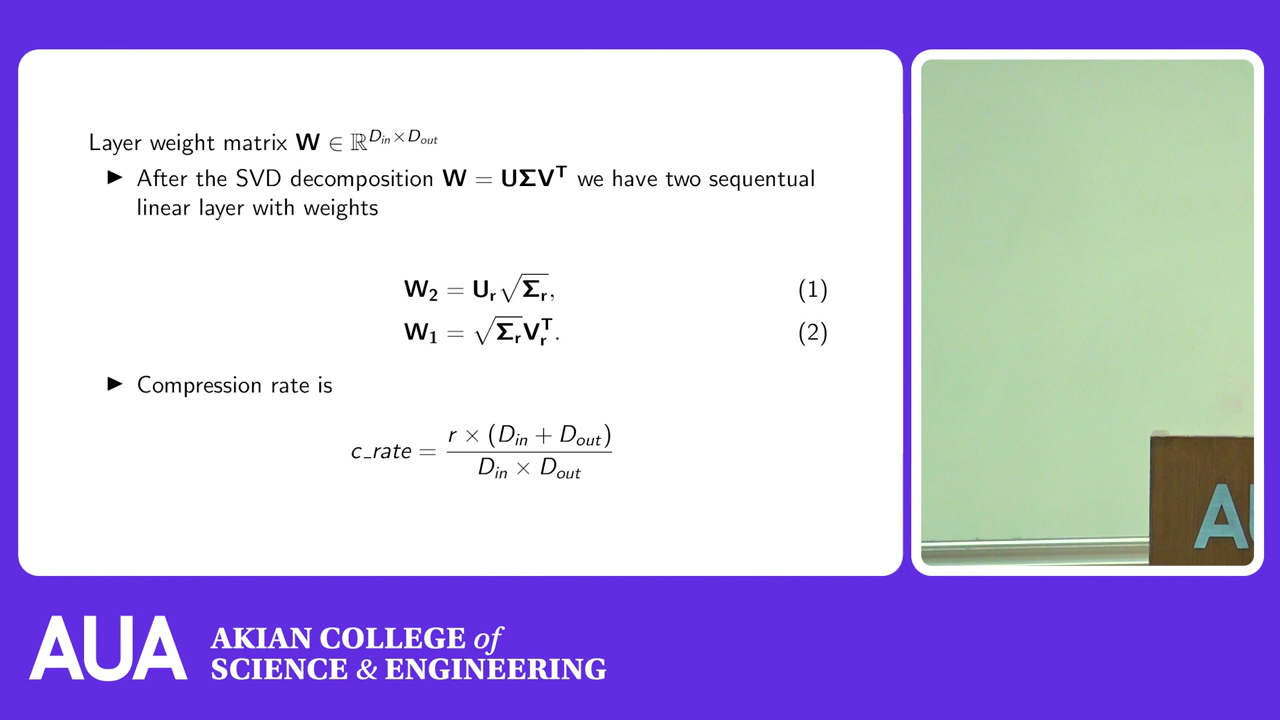 Layer weight matrix W ∈ ℝ^{D_in×D_out}
▶ After the SVD decomposition W = UΣV^T we have two sequentual
linear layer with weights
W_2 = U_r√Σ_r, (1)
W_1 = √Σ_r V_r^T. (2)
▶ Compression rate is
c_rate = \frac{r × (D_in + D_out)}{D_in × D_out}
AUA AKIAN COLLEGE of
SCIENCE & ENGINEERING